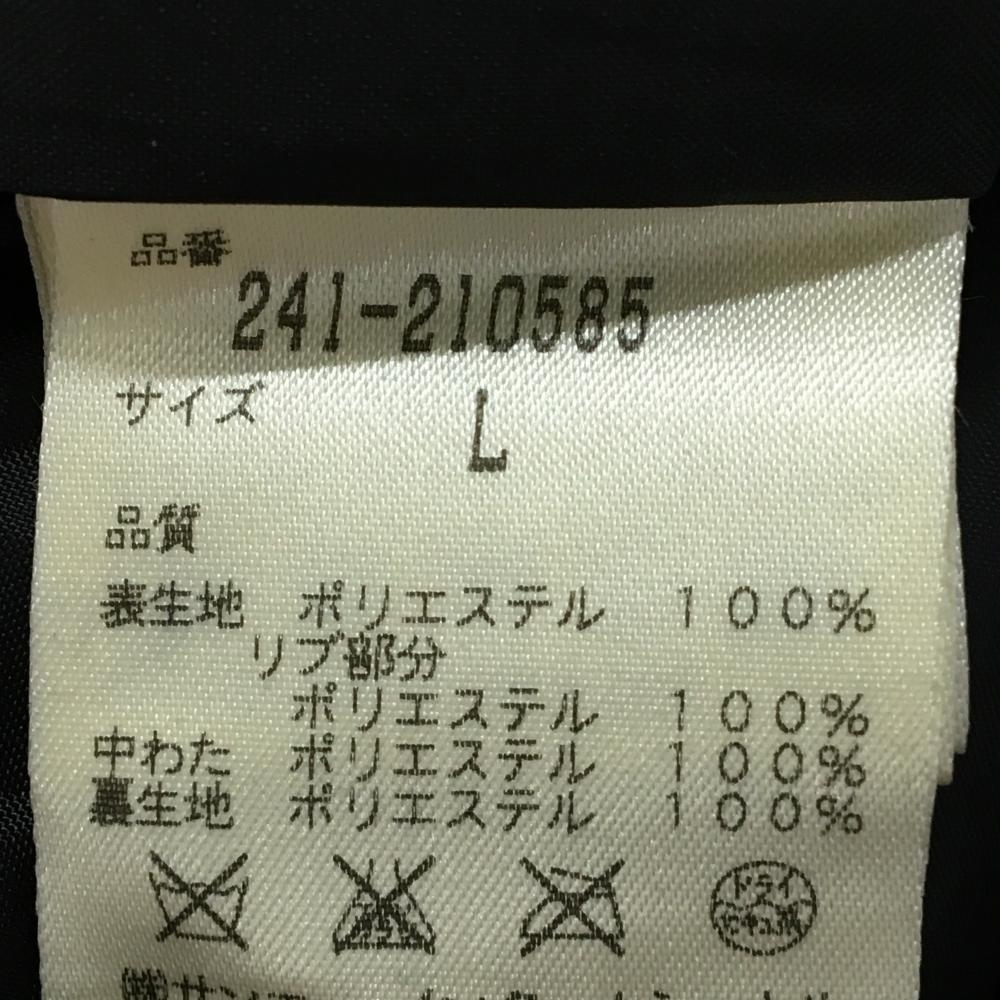 品番
241-210585
サイズ L
品質
表生地 ポリエステル 100%
リブ部分
ポリエステル 100%
中わた ポリエステル 100%
裏生地 ポリエステル 100%
ドライ